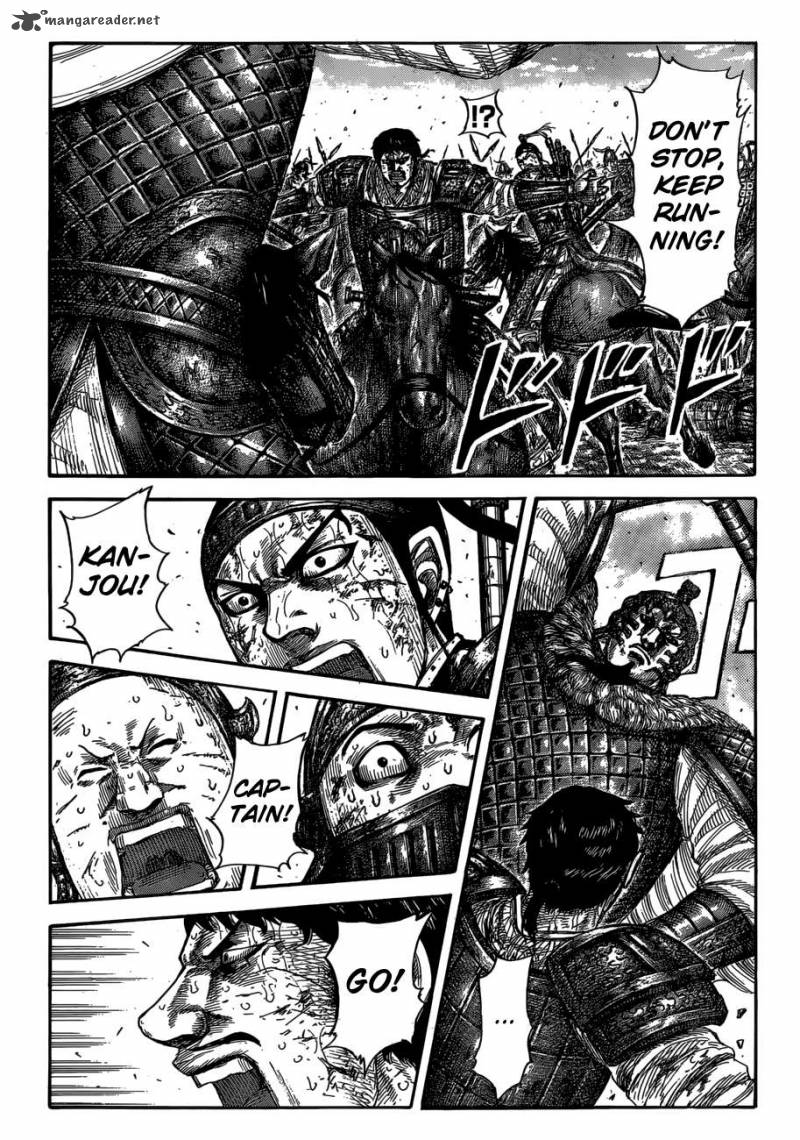 mangareader.net
DON'T
STOP,
KEEP
RUN-
NING!
!?
ドドド
KAN-
JOU!
CAP-
TAIN!
...
GO!